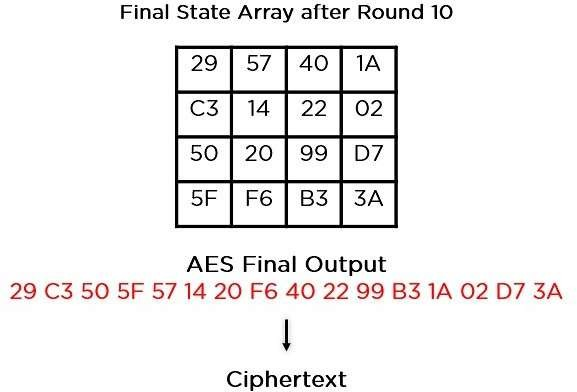 Final State Array after Round 10
29 57 40 1A
C3 14 22 02
50 20 99 D7
5F F6 B3 3A
AES Final Output
29 C3 50 5F 57 14 20 F6 40 22 99 B3 1A 02 D7 3A
Ciphertext